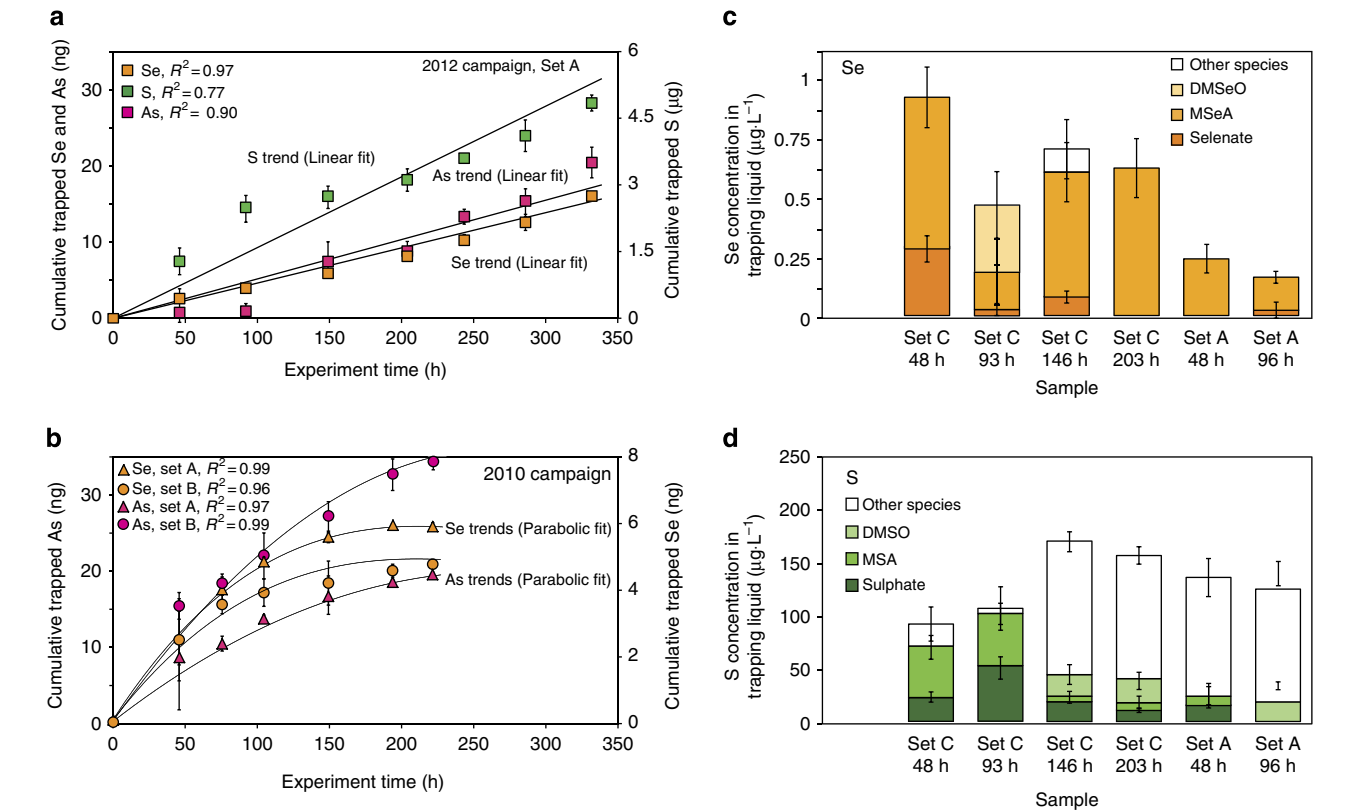 a
Cumulative trapped Se and As (ng)
30
20
10
0
Se, R²=0.97
S, R²=0.77
As, R²= 0.90
2012 campaign, Set A
S trend (Linear fit)
As trend (Linear fit)
Se trend (Linear fit)
6
4.5
3
1.5
0
Cumulative trapped S (µg)
0 50 100 150 200 250 300 350
Experiment time (h)
b
Cumulative trapped As (ng)
30
20
10
0
Se, set A, R²=0.99
Se, set B, R²=0.96
As, set A, R²=0.97
As, set B, R²=0.99
2010 campaign
Se trends (Parabolic fit)
As trends (Parabolic fit)
8
6
4
2
0
Cumulative trapped Se (ng)
0 50 100 150 200 250 300 350
Experiment time (h)
c
Se concentration in
trapping liquid (µg·L⁻¹)
1
0.75
0.5
0.25
0
Se
Other species
DMSeO
MSeA
Selenate
Set C Set C Set C Set C Set A Set A
48 h 93 h 146 h 203 h 48 h 96 h
Sample
d
S concentration in
trapping liquid (µg·L⁻¹)
250
200
150
100
50
0
S
Other species
DMSO
MSA
Sulphate
Set C Set C Set C Set C Set A Set A
48 h 93 h 146 h 203 h 48 h 96 h
Sample